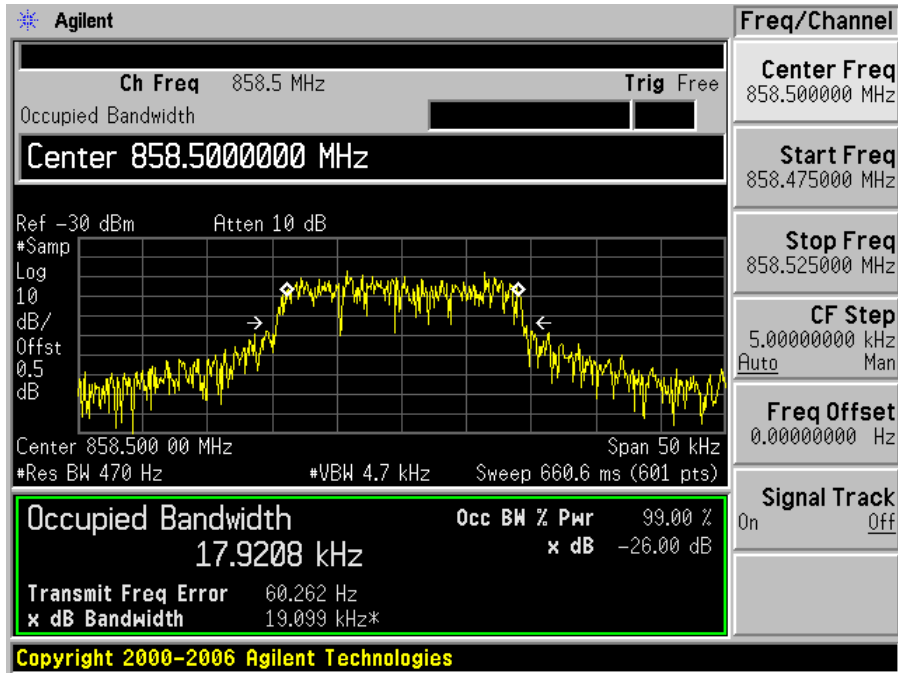 Agilent
Freq/Channel
Ch Freq 858.5 MHz Trig Free
Occupied Bandwidth
Center 858.5000000 MHz
Ref -30 dBm Atten 10 dB
#Samp
Log
10
dB/
Offst
0.5
dB
Center 858.500 00 MHz Span 50 kHz
#Res BW 470 Hz #VBW 4.7 kHz Sweep 660.6 ms (601 pts)
Occupied Bandwidth
17.9208 kHz
Occ BW % Pwr 99.00 %
x dB -26.00 dB
Transmit Freq Error 60.262 Hz
x dB Bandwidth 19.099 kHz*
Center Freq
858.500000 MHz
Start Freq
858.475000 MHz
Stop Freq
858.525000 MHz
CF Step
5.00000000 kHz
Auto Man
Freq Offset
0.00000000 Hz
Signal Track
On Off
Copyright 2000-2006 Agilent Technologies